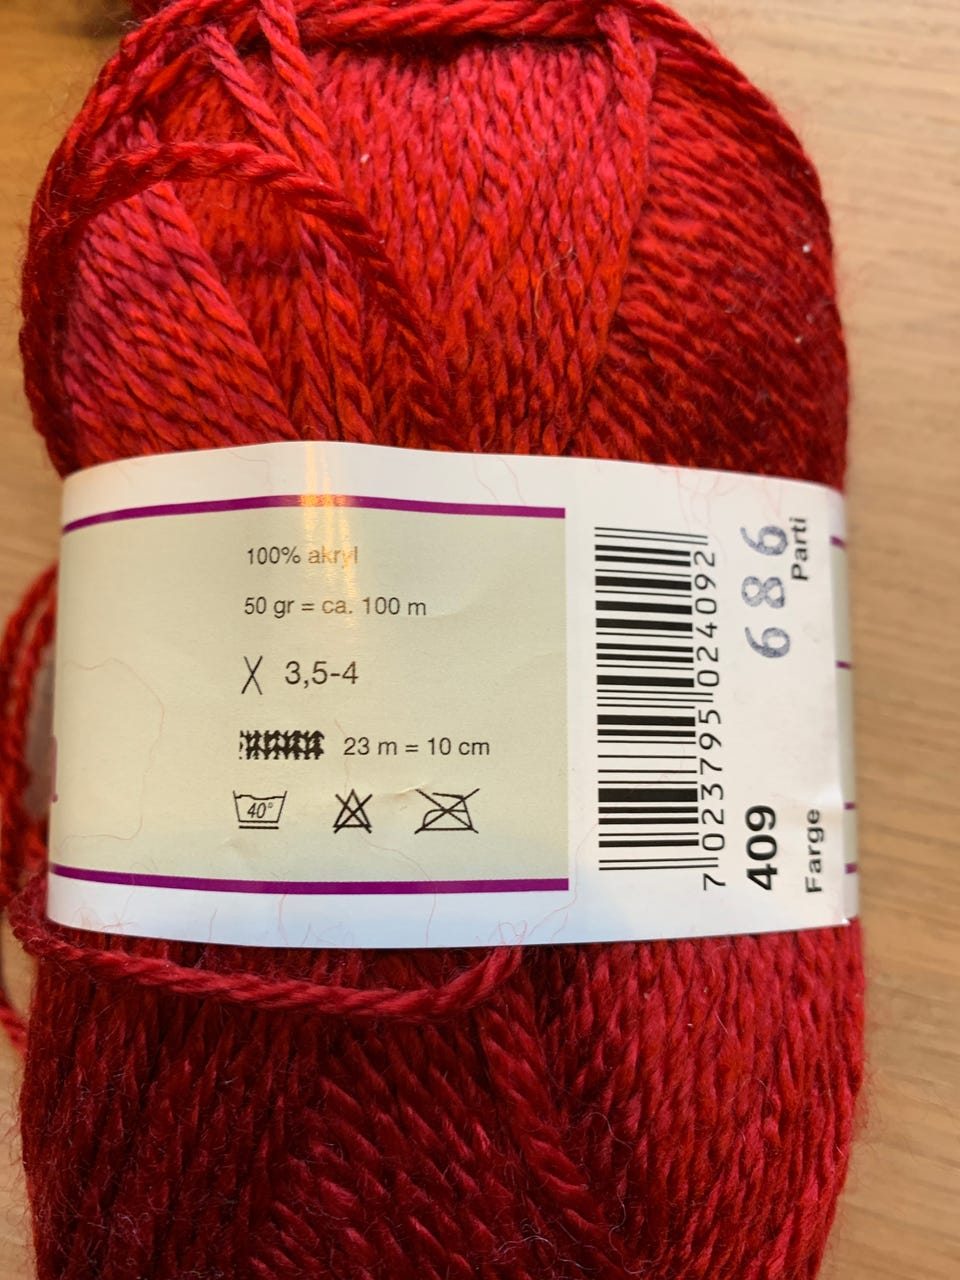 100% akryl
50 gr = ca. 100 m
3,5-4
23 m = 10 cm
40°
7 023795 024092
409
Farge
686
Parti